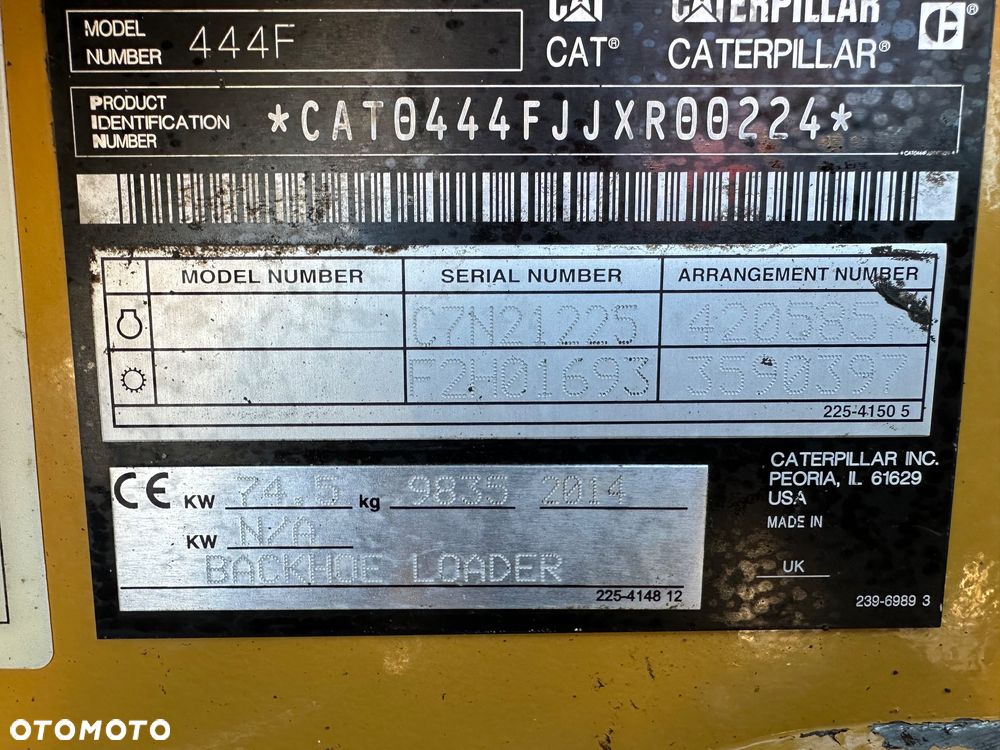 CAT CATERPILLAR
MODEL NUMBER 444F
CAT® CATERPILLAR®
PRODUCT IDENTIFICATION NUMBER *CAT0444FJJXR00224*
MODEL NUMBER SERIAL NUMBER ARRANGEMENT NUMBER
C7N21225
F2H01693 3590397
225-4150 5
CE KW 74.5 kg 9835 2014
KW N/A
BACKHOE LOADER
225-4148 12
CATERPILLAR INC.
PEORIA, IL 61629
USA
MADE IN
UK
239-6989 3
OTOMOTO